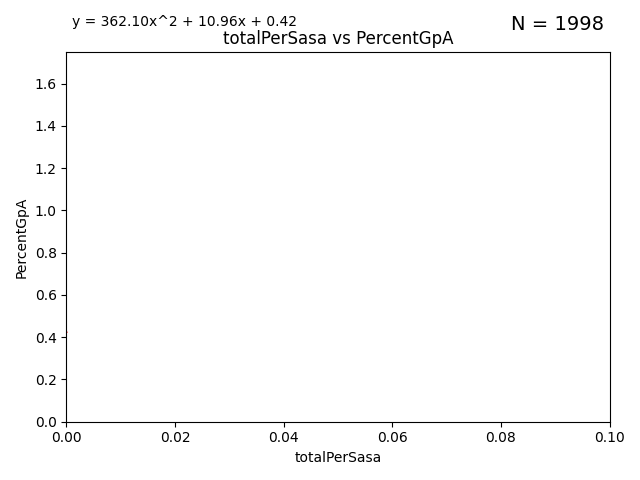 y = 362.10x^2 + 10.96x + 0.42
N = 1998
totalPerSasa vs PercentGpA
1.6
1.4
1.2
1.0
0.8
0.6
0.4
0.2
0.0
PercentGpA
0.00 0.02 0.04 0.06 0.08 0.10
totalPerSasa